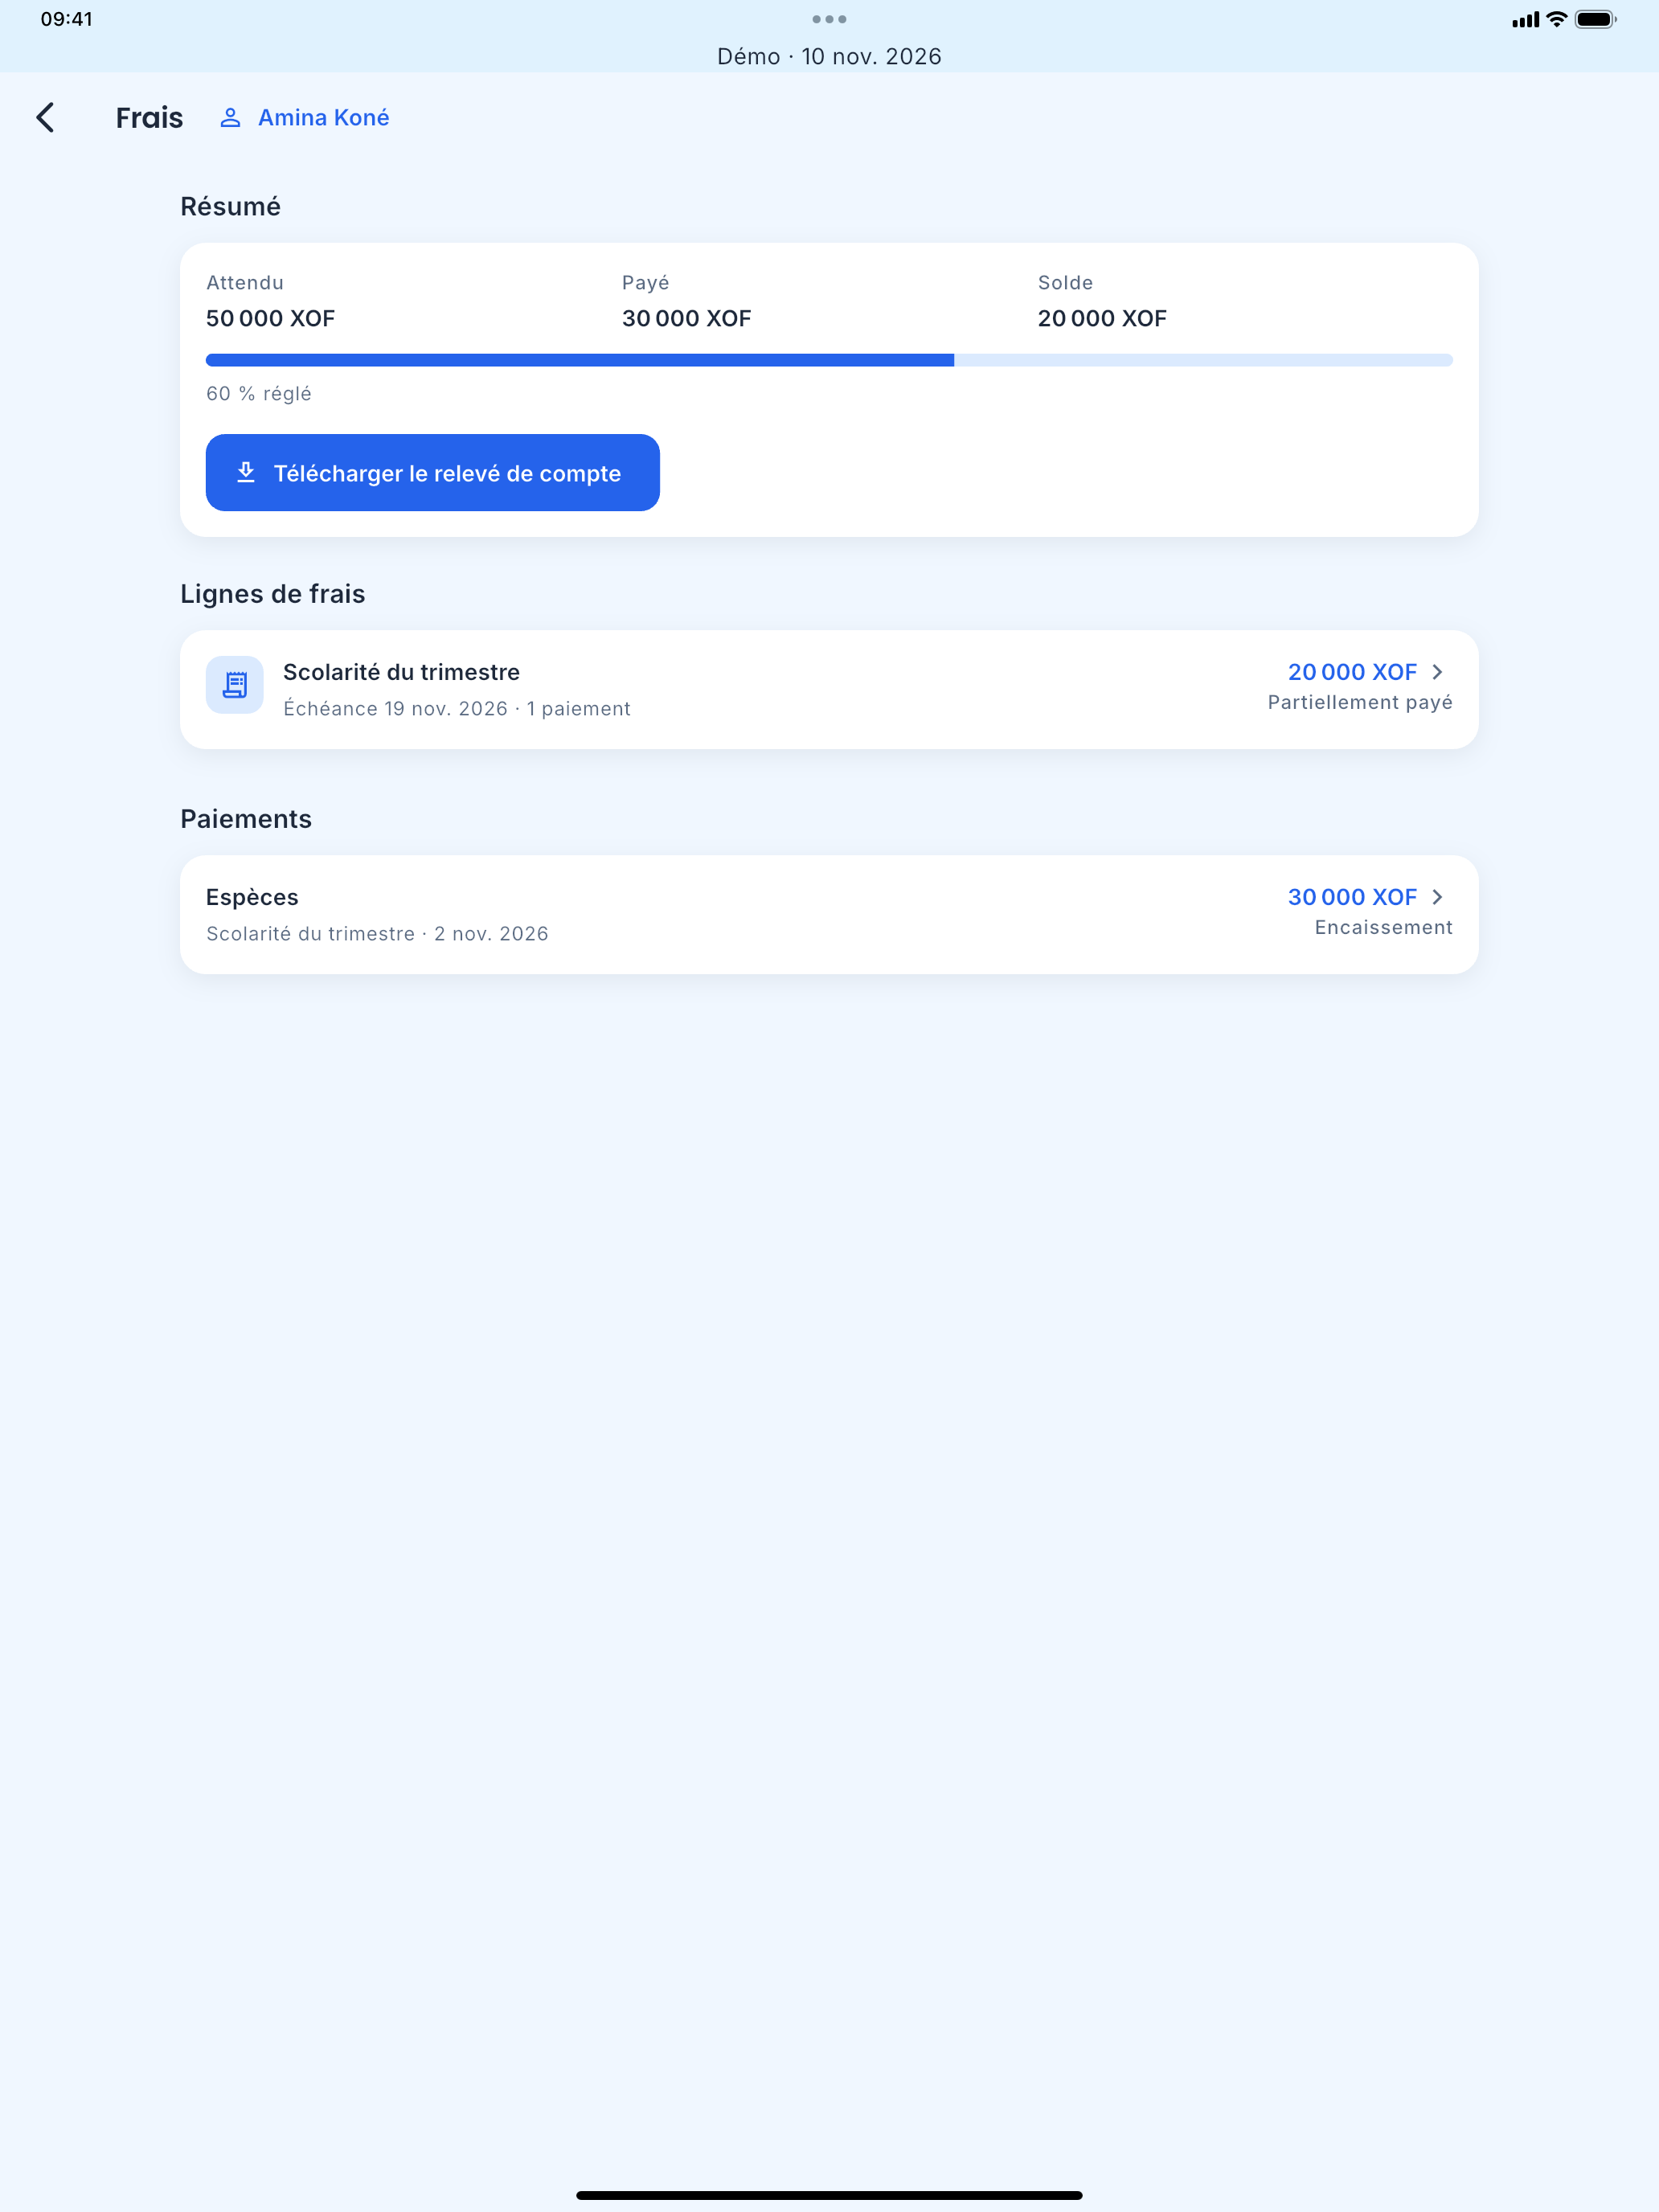 09:41
Démo · 10 nov. 2026
Frais
Amina Koné
Résumé
Attendu
Payé
Solde
50 000 XOF
30 000 XOF
20 000 XOF
60 % réglé
Télécharger le relevé de compte
Lignes de frais
Scolarité du trimestre
20 000 XOF
Échéance 19 nov. 2026 · 1 paiement
Partiellement payé
Paiements
Espèces
30 000 XOF
Scolarité du trimestre · 2 nov. 2026
Encaissement